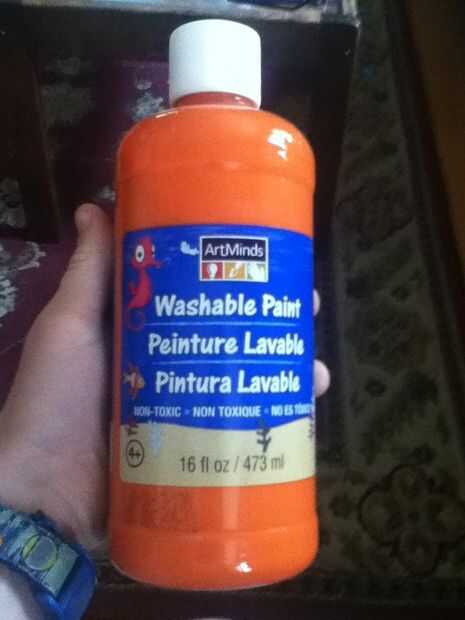 ArtMinds
Washable Paint
Peinture Lavable
Pintura Lavable
NON-TOXIC • NON TOXIQUE • NO ES
4+
16 fl oz / 473 ml